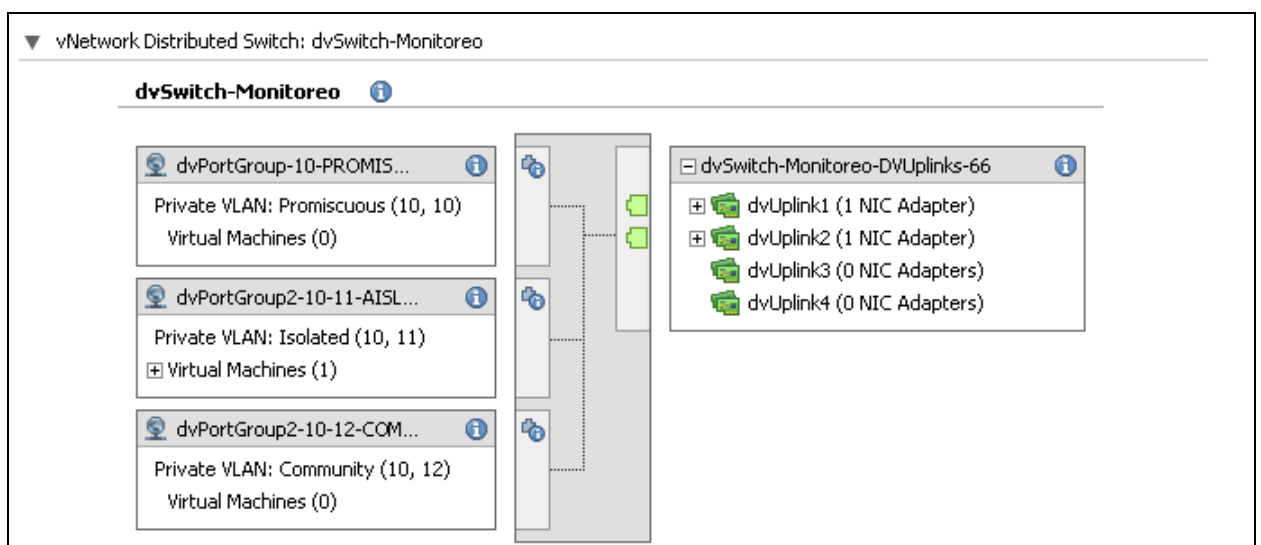 vNetwork Distributed Switch: dvSwitch-Monitoreo
dvSwitch-Monitoreo
dvPortGroup-10-PROMIS...
Private VLAN: Promiscuous (10, 10)
Virtual Machines (0)
dvPortGroup2-10-11-AISL...
Private VLAN: Isolated (10, 11)
Virtual Machines (1)
dvPortGroup2-10-12-COM...
Private VLAN: Community (10, 12)
Virtual Machines (0)
dvSwitch-Monitoreo-DVUplinks-66
dvUplink1 (1 NIC Adapter)
dvUplink2 (1 NIC Adapter)
dvUplink3 (0 NIC Adapters)
dvUplink4 (0 NIC Adapters)